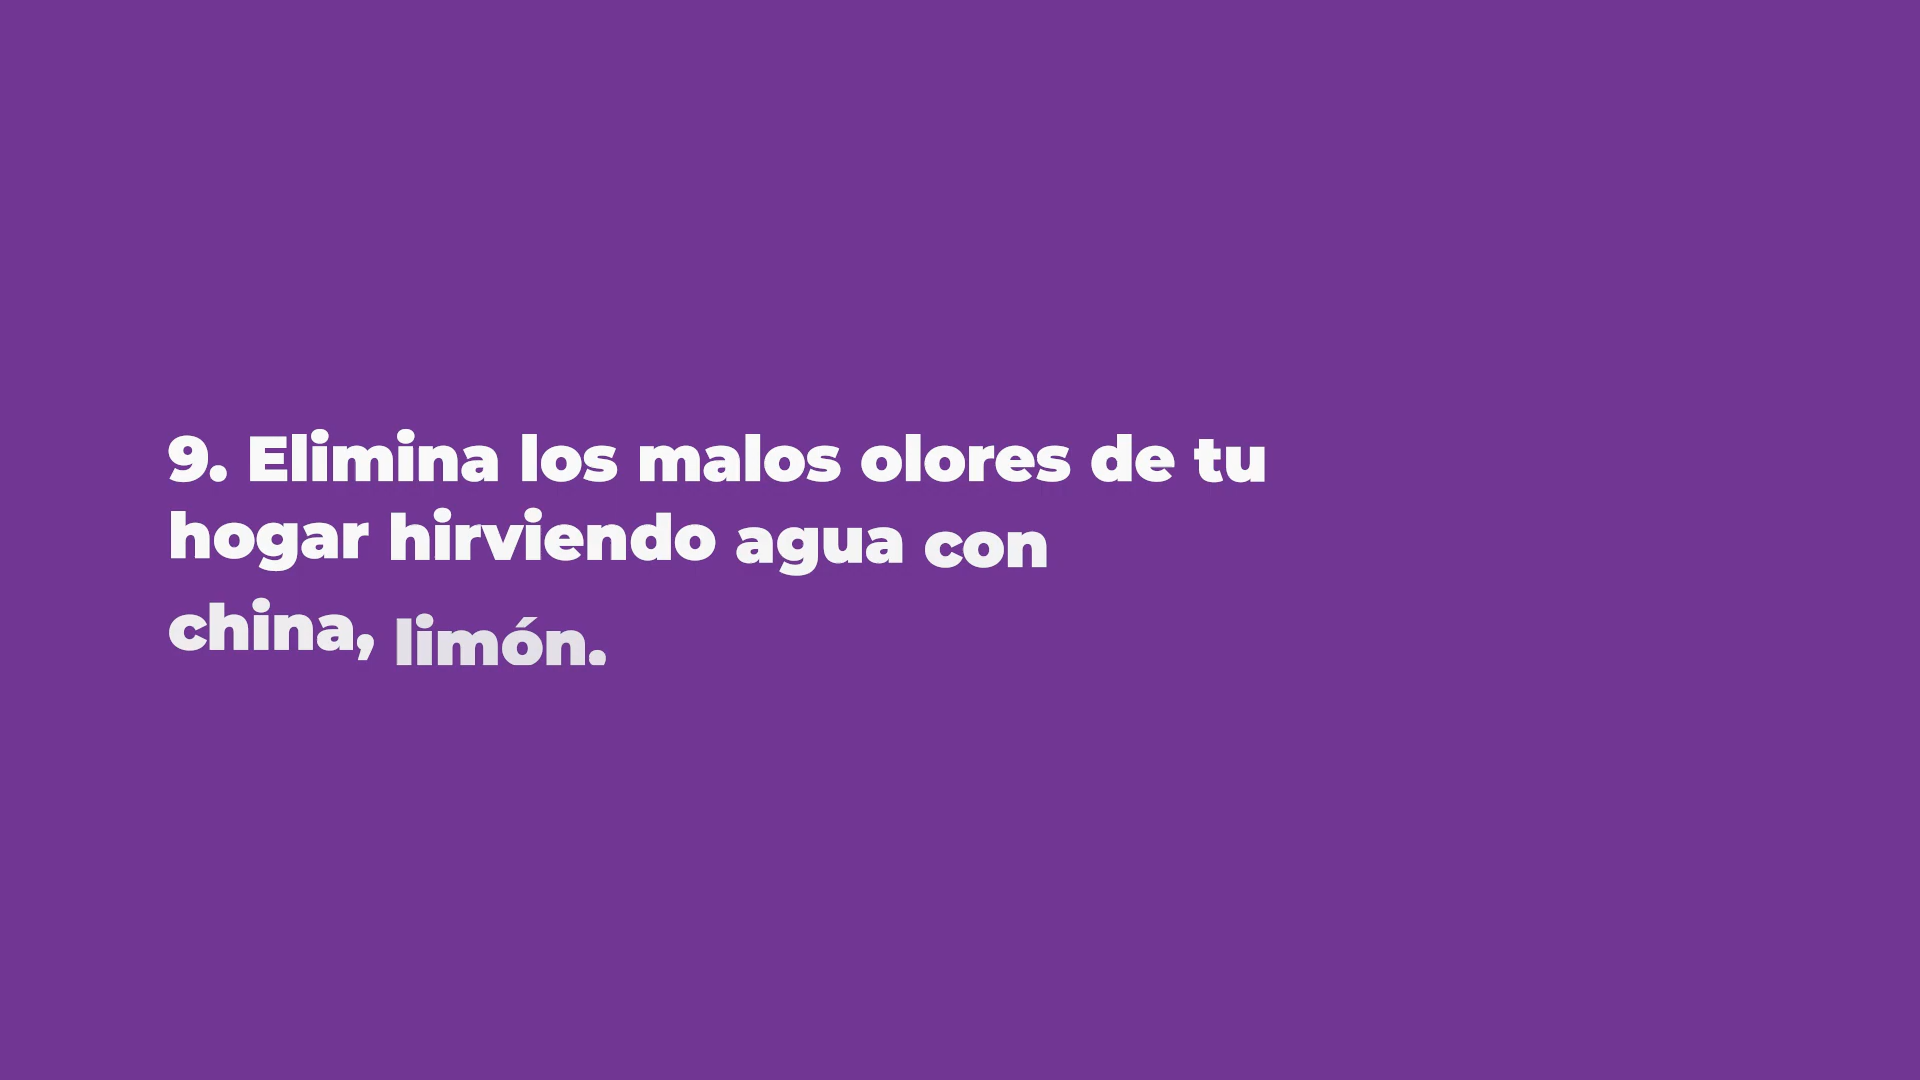 9. Elimina los malos olores de tu
hogar hirviendo agua con
china, limón.